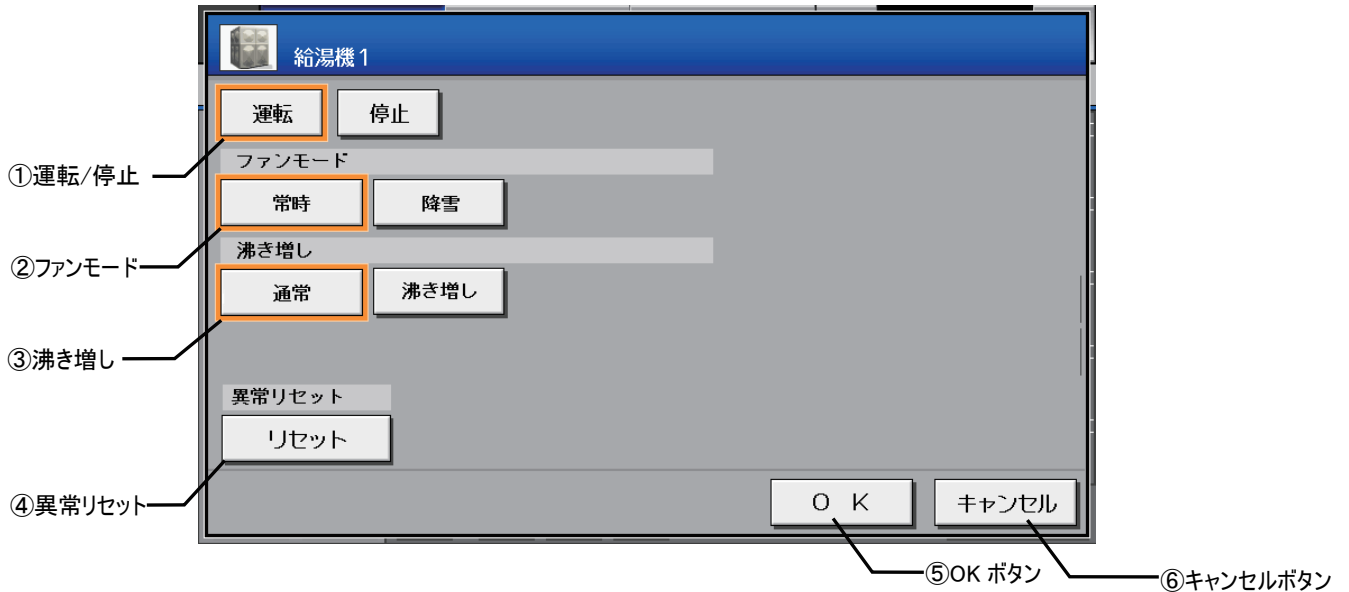 給湯機1
運転 停止
①運転/停止
ファンモード
常時 降雪
②ファンモード
沸き増し
通常 沸き増し
③沸き増し
異常リセット
リセット
④異常リセット
OK キャンセル
⑤OK ボタン
⑥キャンセルボタン